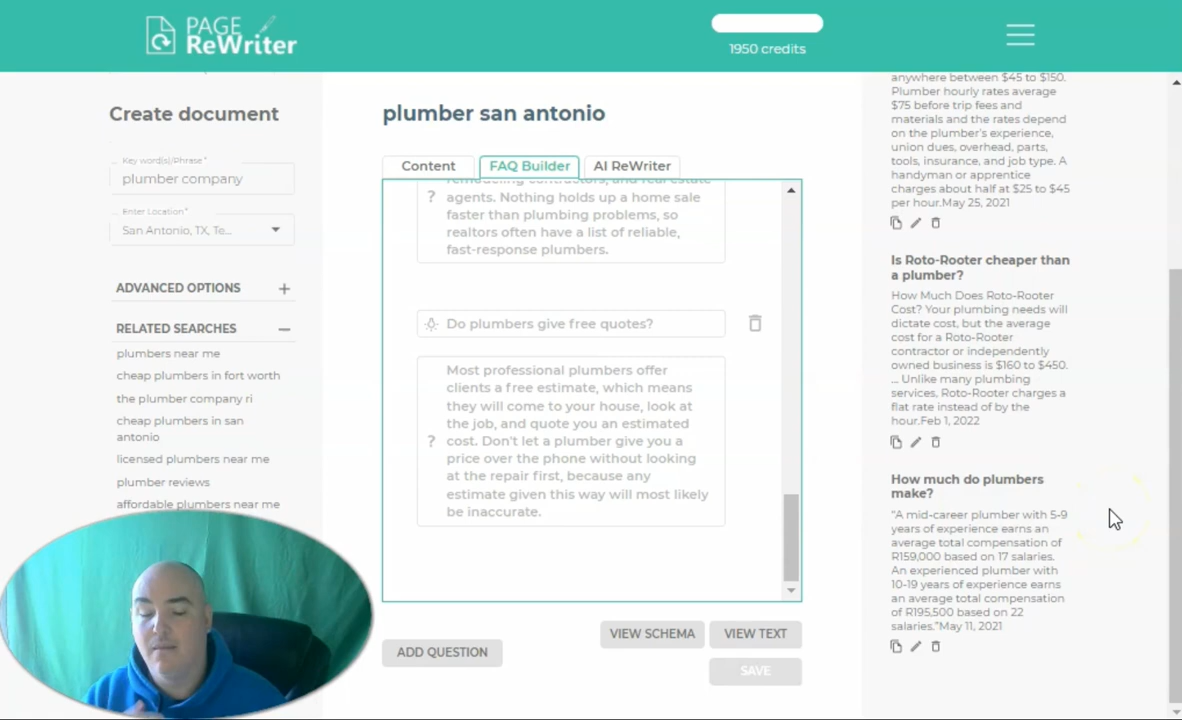 PAGE
ReWriter
1950 credits
Create document
Key word(s)/Phrase*
plumber company
Enter Location*
San Antonio, TX, Te...
ADVANCED OPTIONS +
RELATED SEARCHES −
plumbers near me
cheap plumbers in fort worth
the plumber company ri
cheap plumbers in san
antonio
licensed plumbers near me
plumber reviews
affordable plumbers near me
plumber san antonio
Content
FAQ Builder
AI ReWriter
remodeling contractors, and real estate
agents. Nothing holds up a home sale
faster than plumbing problems, so
realtors often have a list of reliable,
fast-response plumbers.
Do plumbers give free quotes?
Most professional plumbers offer
clients a free estimate, which means
they will come to your house, look at
the job, and quote you an estimated
cost. Don't let a plumber give you a
price over the phone without looking
at the repair first, because any
estimate given this way will most likely
be inaccurate.
ADD QUESTION
VIEW SCHEMA
VIEW TEXT
SAVE
anywhere between $45 to $150.
Plumber hourly rates average
$75 before trip fees and
materials and the rates depend
on the plumber's experience,
union dues, overhead, parts,
tools, insurance, and job type. A
handyman or apprentice
charges about half at $25 to $45
per hour.May 25, 2021
Is Roto-Rooter cheaper than
a plumber?
How Much Does Roto-Rooter
Cost? Your plumbing needs will
dictate cost, but the average
cost for a Roto-Rooter
contractor or independently
owned business is $160 to $450.
... Unlike many plumbing
services, Roto-Rooter charges a
flat rate instead of by the
hour.Feb 1, 2022
How much do plumbers
make?
"A mid-career plumber with 5-9
years of experience earns an
average total compensation of
R159,000 based on 17 salaries.
An experienced plumber with
10-19 years of experience earns
an average total compensation
of R195,500 based on 22
salaries."May 11, 2021